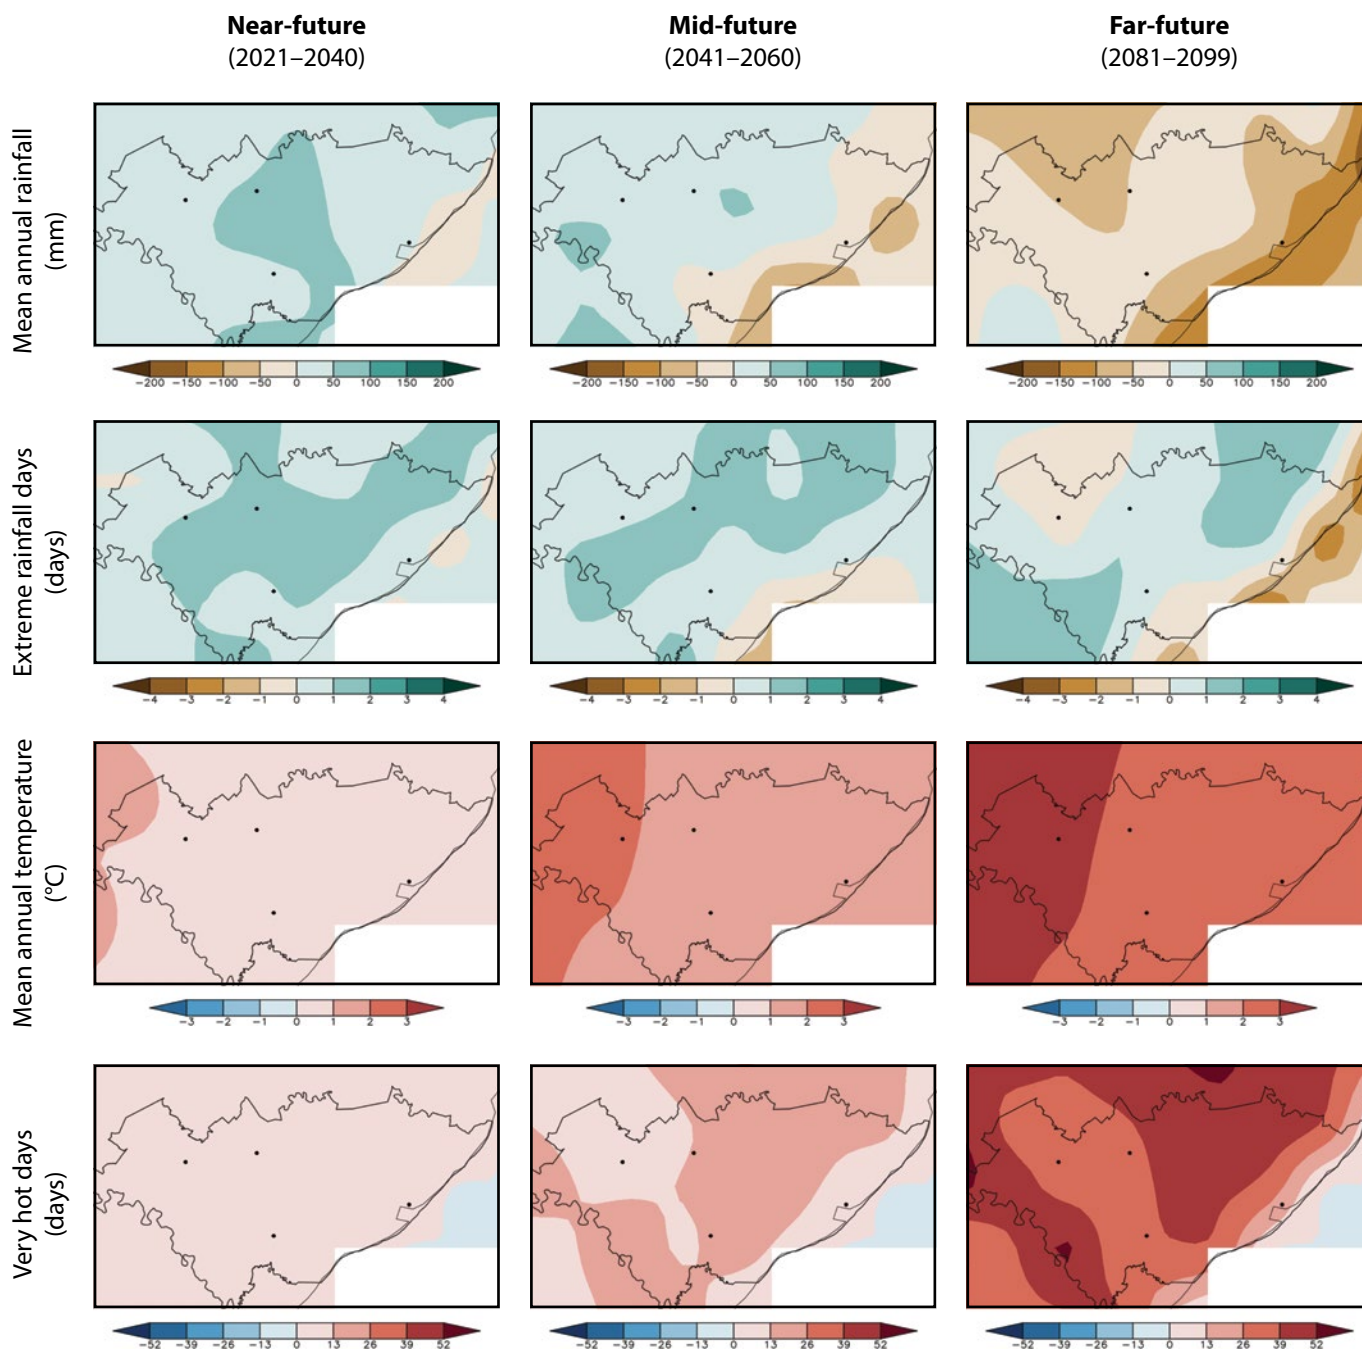 Near-future
(2021–2040)
Mid-future
(2041–2060)
Far-future
(2081–2099)
Mean annual rainfall
(mm)
−200 −150 −100 −50 0 50 100 150 200
−200 −150 −100 −50 0 50 100 150 200
−200 −150 −100 −50 0 50 100 150 200
Extreme rainfall days
(days)
−4 −3 −2 −1 0 1 2 3 4
−4 −3 −2 −1 0 1 2 3 4
−4 −3 −2 −1 0 1 2 3 4
Mean annual temperature
(°C)
−3 −2 −1 0 1 2 3
−3 −2 −1 0 1 2 3
−3 −2 −1 0 1 2 3
Very hot days
(days)
−52 −39 −26 −13 0 13 26 39 52
−52 −39 −26 −13 0 13 26 39 52
−52 −39 −26 −13 0 13 26 39 52